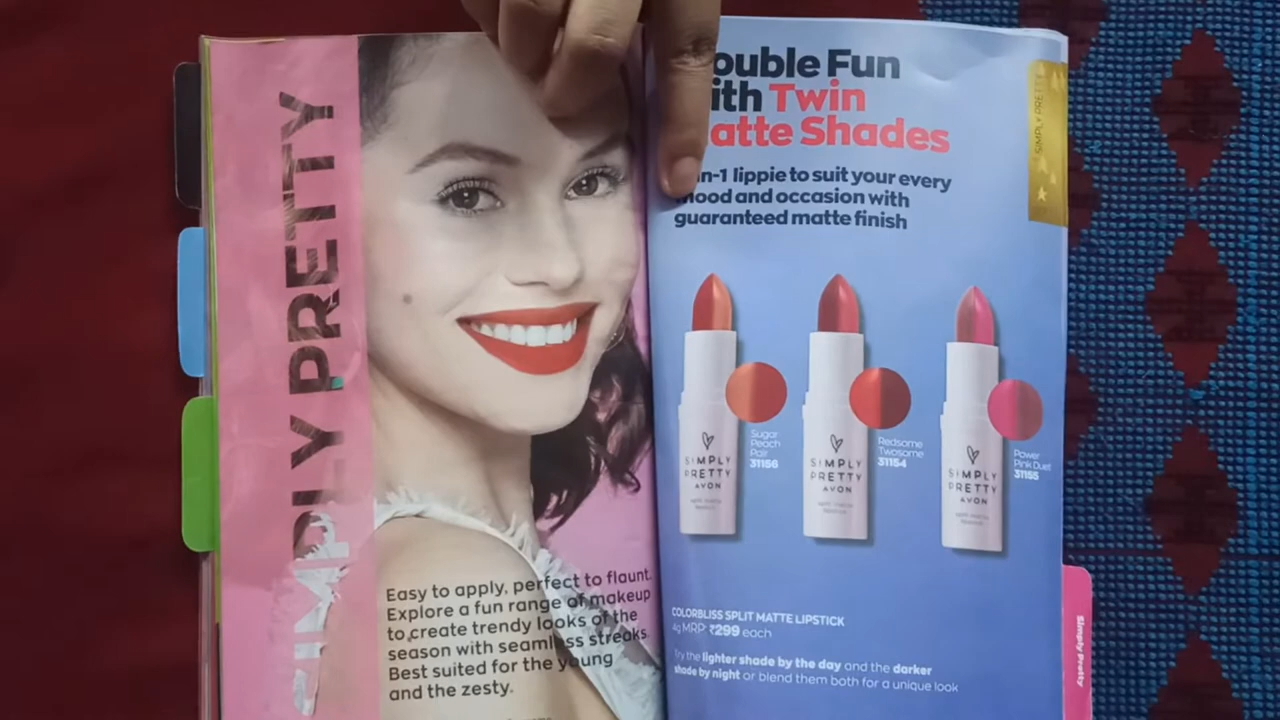 SIMPLY PRETTY
Easy to apply, perfect to flaunt.
Explore a fun range of makeup
to create trendy looks of the
season with seamless streaks.
Best suited for the young
and the zesty.
ouble Fun
ith Twin
atte Shades
n-1 lippie to suit your every
mood and occasion with
guaranteed matte finish
SIMPLY PRETTY
Sugar
Peach
Pair
31156
Redsome
Twosome
31154
Power
Pink Duet
31155
SIMPLY
PRETTY
AVON
SIMPLY
PRETTY
AVON
SIMPLY
PRETTY
AVON
COLORBLISS SPLIT MATTE LIPSTICK
4g MRP: ₹299 each
Try the lighter shade by the day and the darker
shade by night or blend them both for a unique look
Simply Pretty